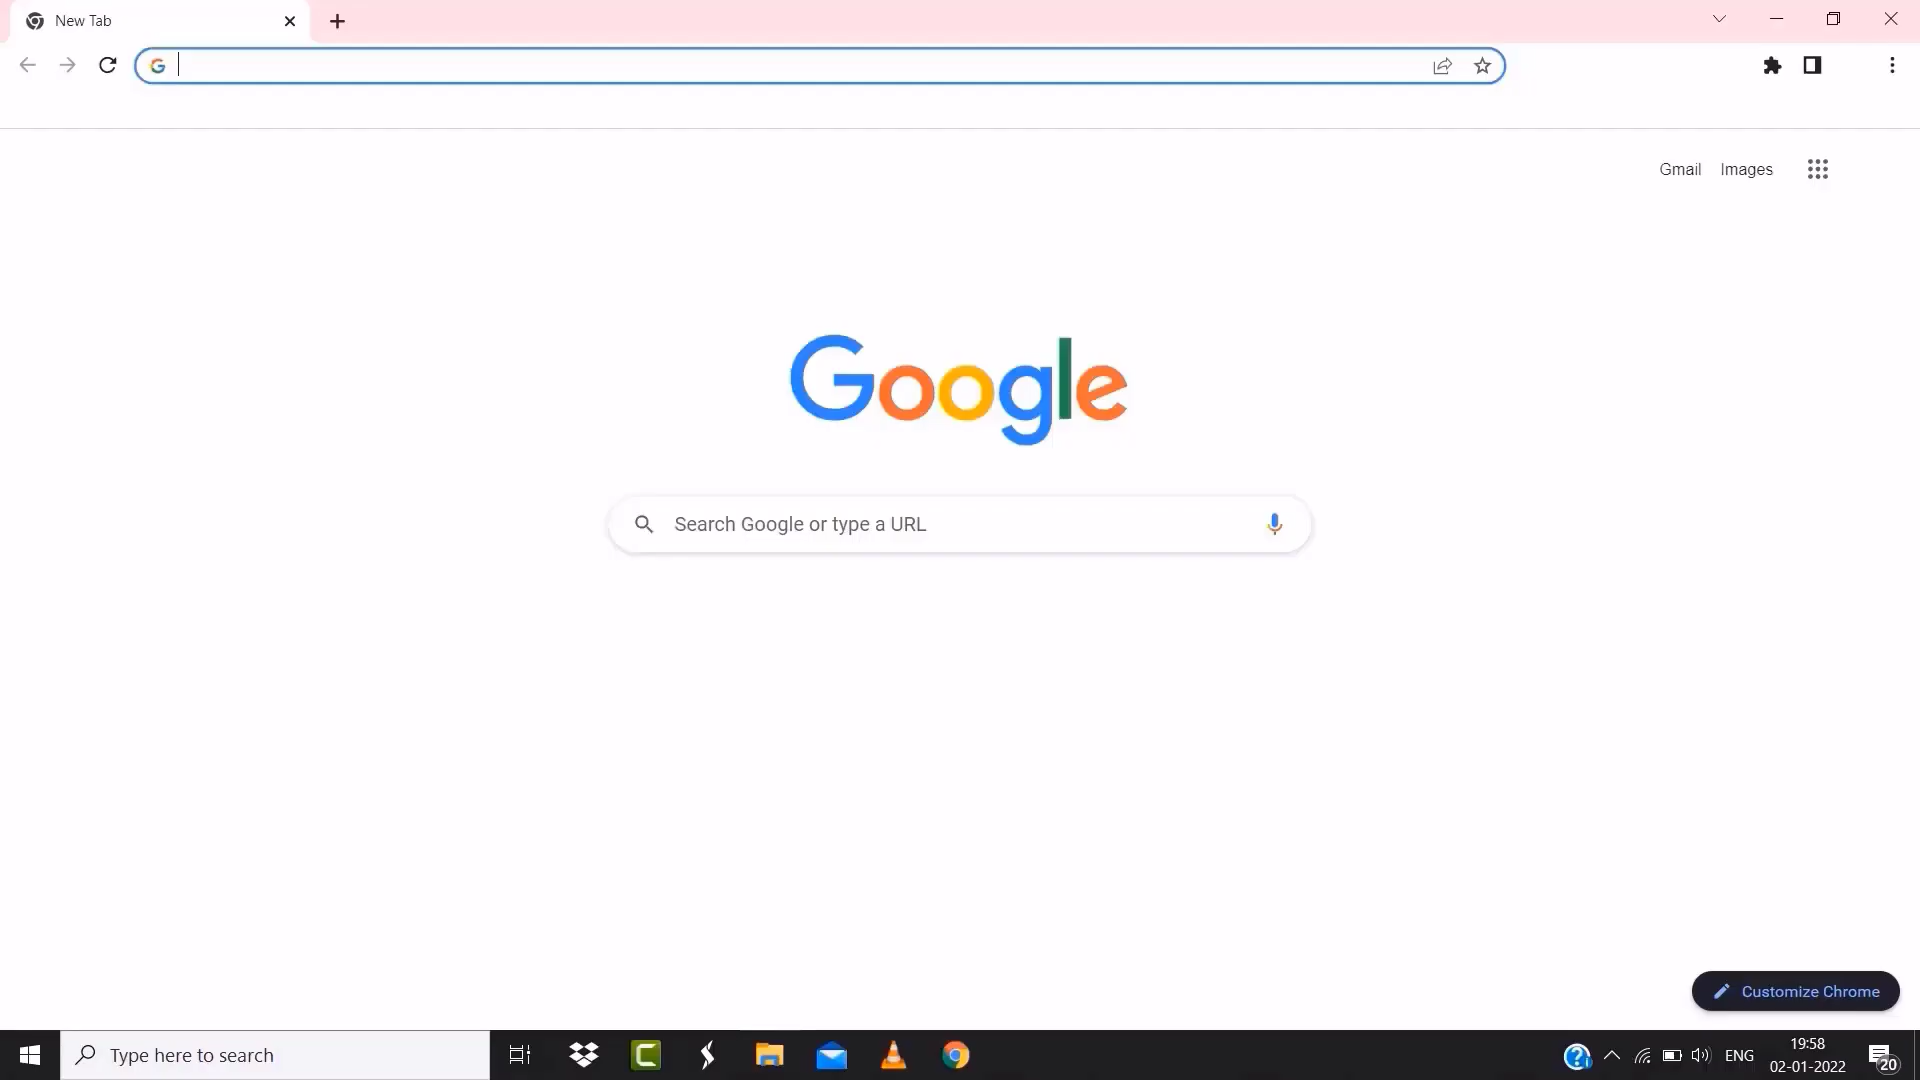 New Tab
Gmail Images
Google
Search Google or type a URL
Customize Chrome
Type here to search
ENG
19:58
02-01-2022
20